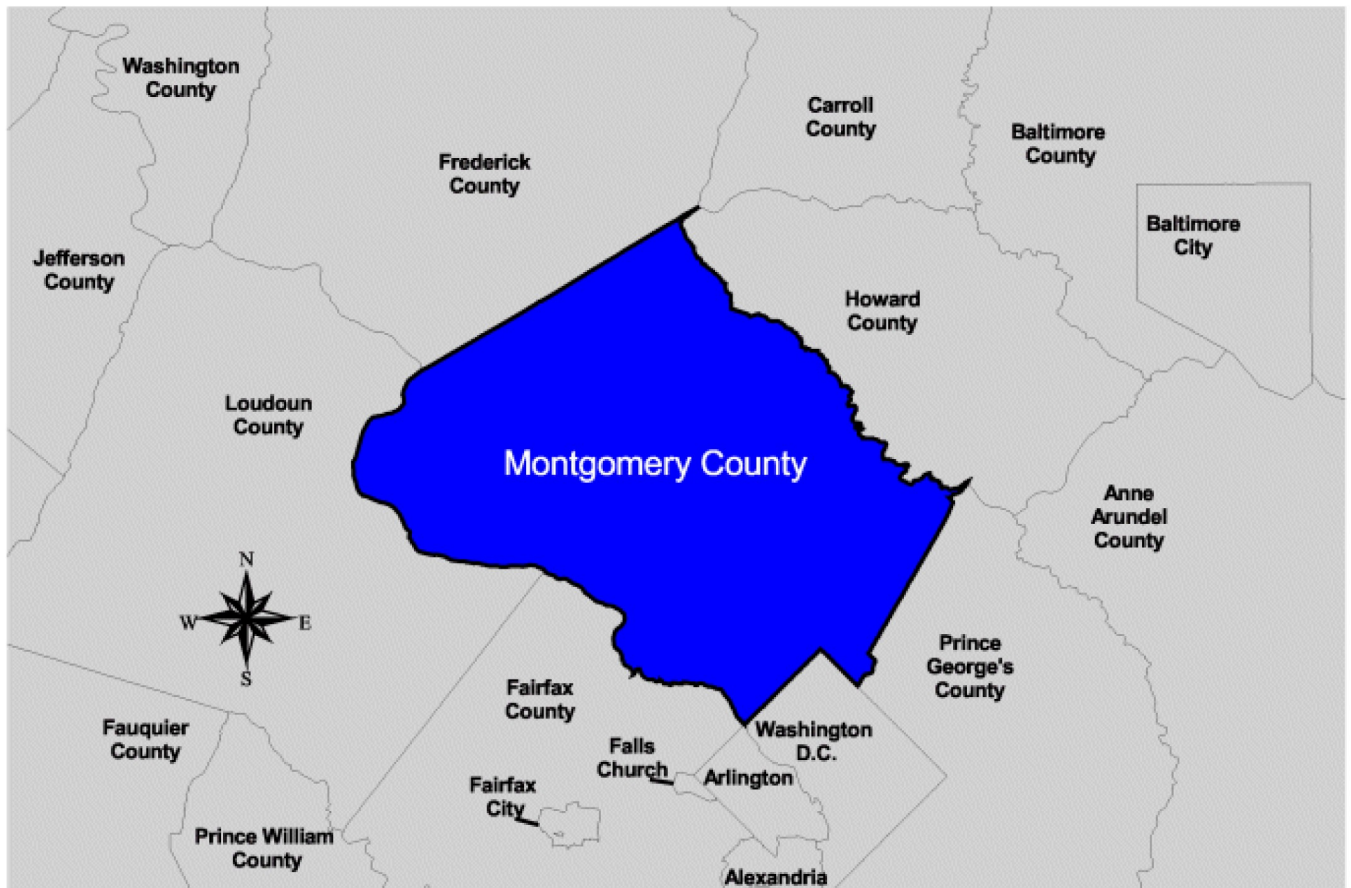 Washington
County
Carroll
County
Baltimore
County
Frederick
County
Baltimore
City
Jefferson
County
Howard
County
Loudoun
County
Montgomery County
Anne
Arundel
County
N
W
E
S
Prince
George's
County
Fairfax
County
Fauquier
County
Washington
D.C.
Falls
Church
Arlington
Fairfax
City
Prince William
County
Alexandria